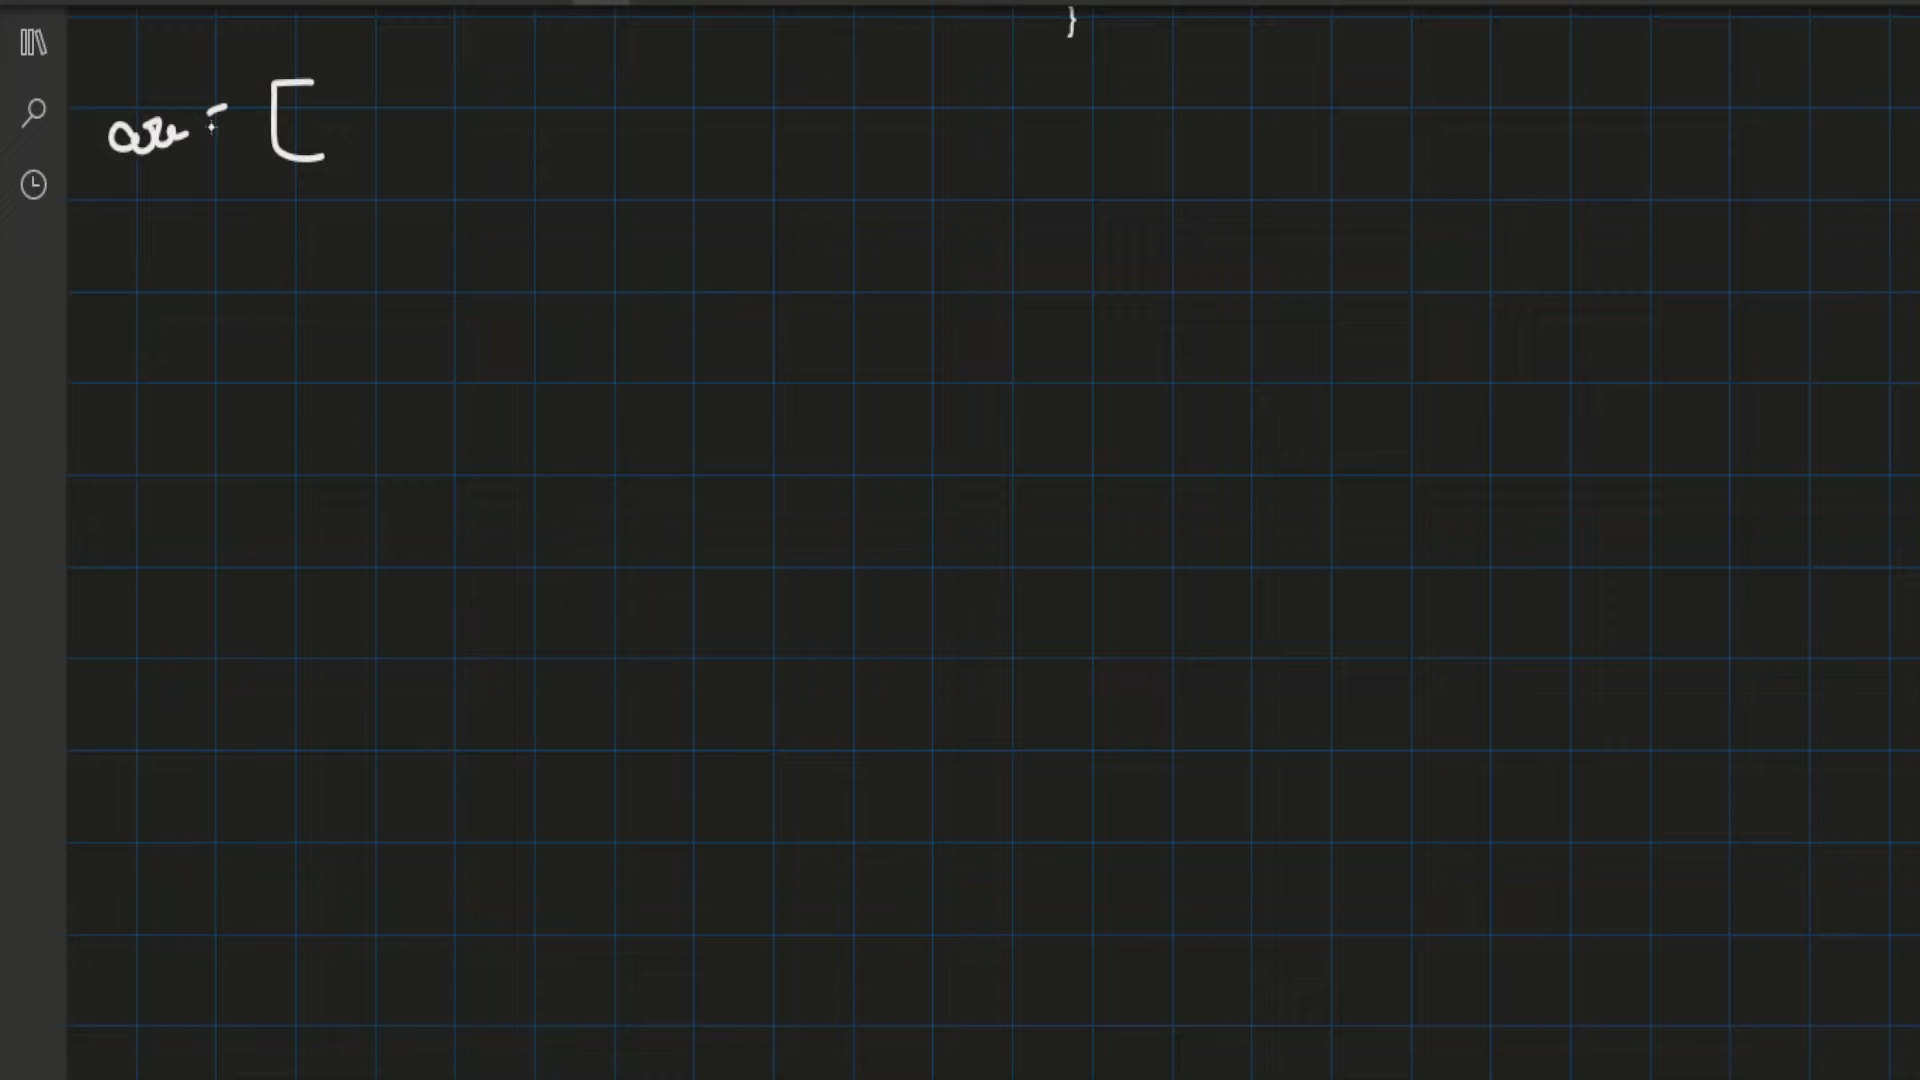 }
arr = [